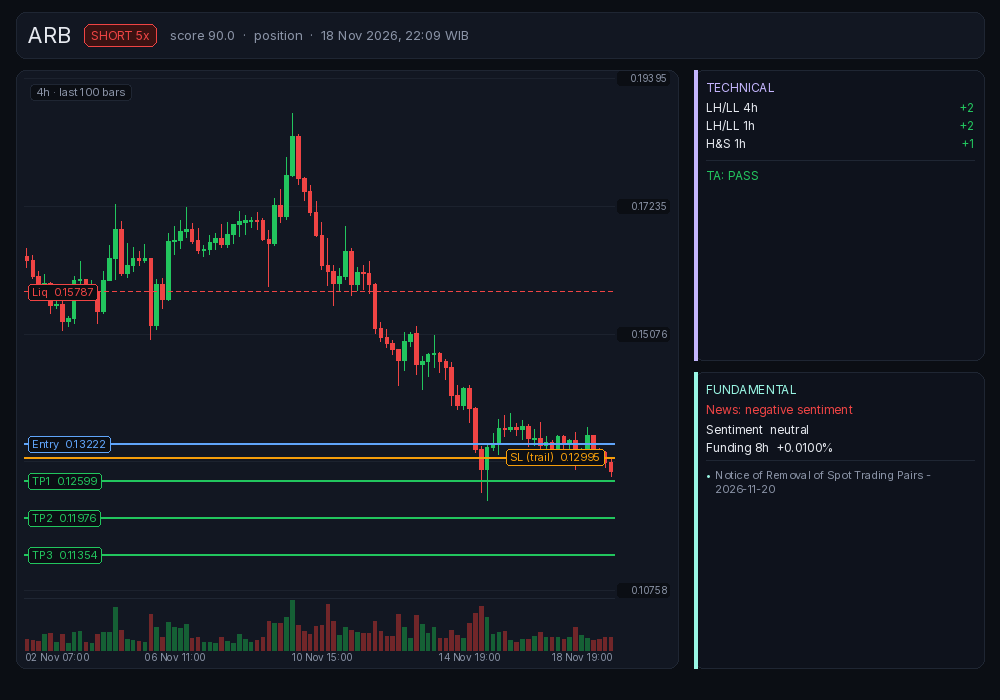 ARB SHORT 5x score 90.0 · position · 18 Nov 2026, 22:09 WIB
4h · last 100 bars
0.19395
0.17235
Liq 0.15787
0.15076
Entry 0.13222
SL (trail) 0.12995
TP1 0.12599
TP2 0.11976
TP3 0.11354
0.10758
02 Nov 07:00 06 Nov 11:00 10 Nov 15:00 14 Nov 19:00 18 Nov 19:00
TECHNICAL
LH/LL 4h +2
LH/LL 1h +2
H&S 1h +1
TA: PASS
FUNDAMENTAL
News: negative sentiment
Sentiment neutral
Funding 8h +0.0100%
• Notice of Removal of Spot Trading Pairs -
2026-11-20